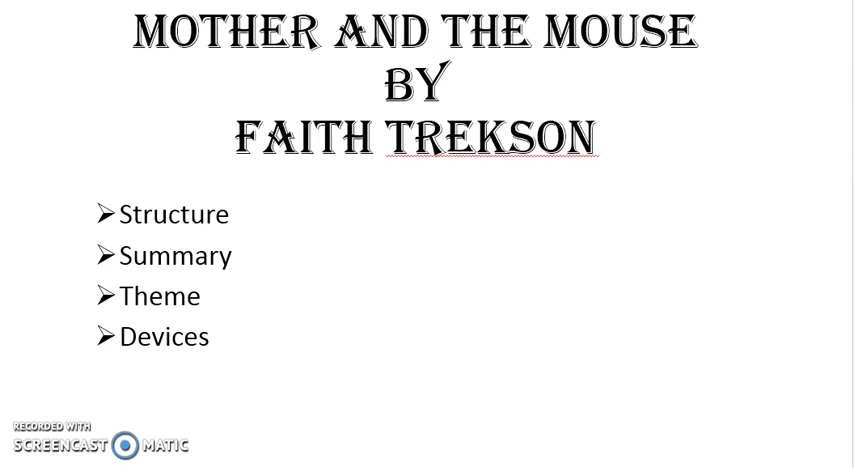 MOTHER AND THE MOUSE
BY
FAITH TREKSON
Structure
Summary
Theme
Devices
RECORDED WITH
SCREENCAST MATIC